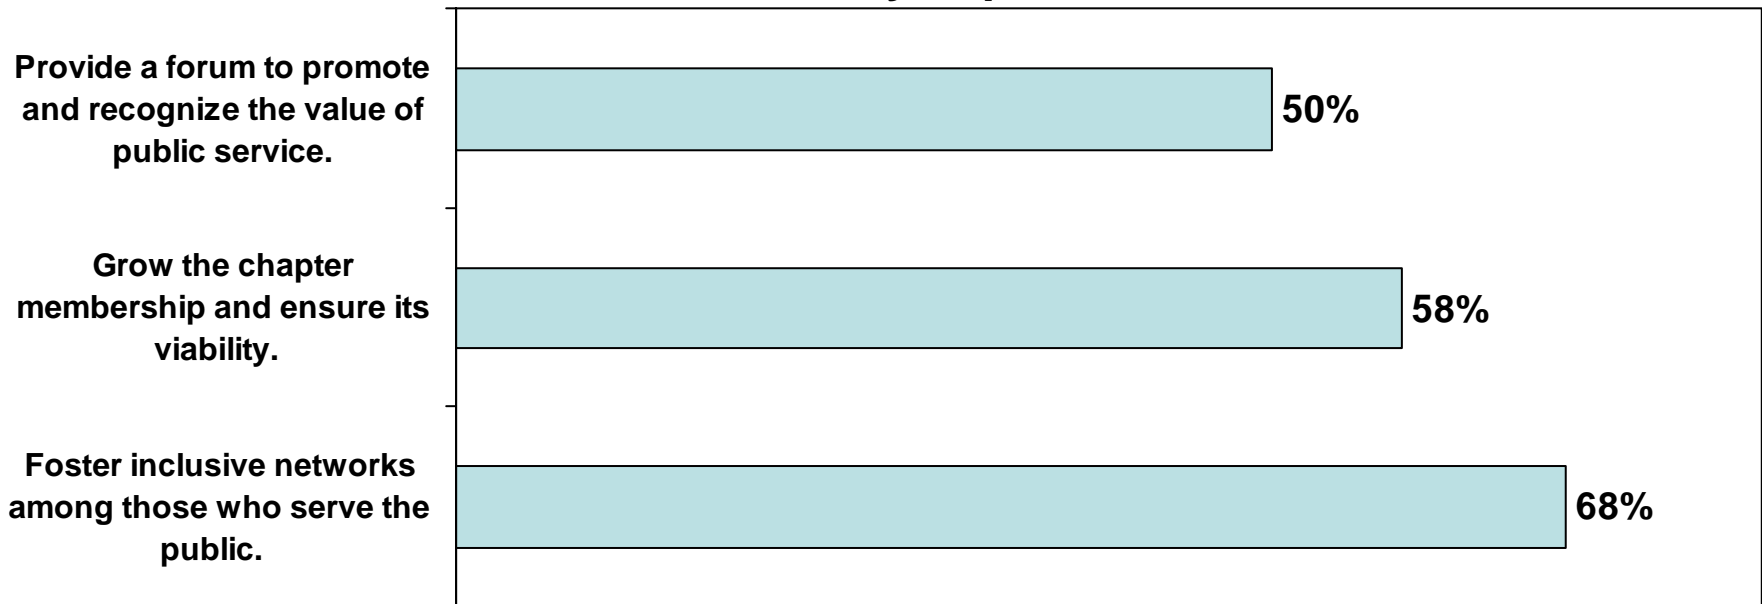 Provide a forum to promote
and recognize the value of
public service.
50%
Grow the chapter
membership and ensure its
viability.
58%
Foster inclusive networks
among those who serve the
public.
68%